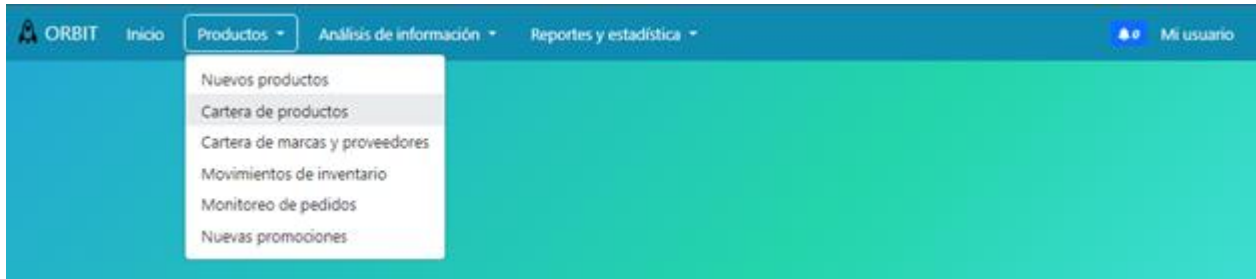 ORBIT Inicio Productos Análisis de información Reportes y estadística 0 Mi usuario
Nuevos productos
Cartera de productos
Cartera de marcas y proveedores
Movimientos de inventario
Monitoreo de pedidos
Nuevas promociones